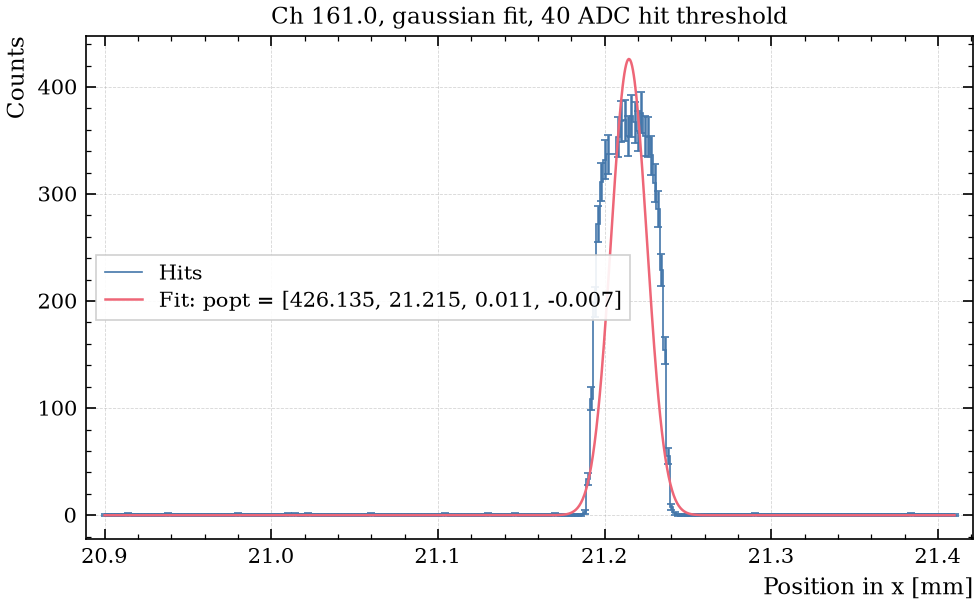 Ch 161.0, gaussian fit, 40 ADC hit threshold
Counts
400
300
200
100
0
Hits
Fit: popt = [426.135, 21.215, 0.011, -0.007]
20.9 21.0 21.1 21.2 21.3 21.4
Position in x [mm]